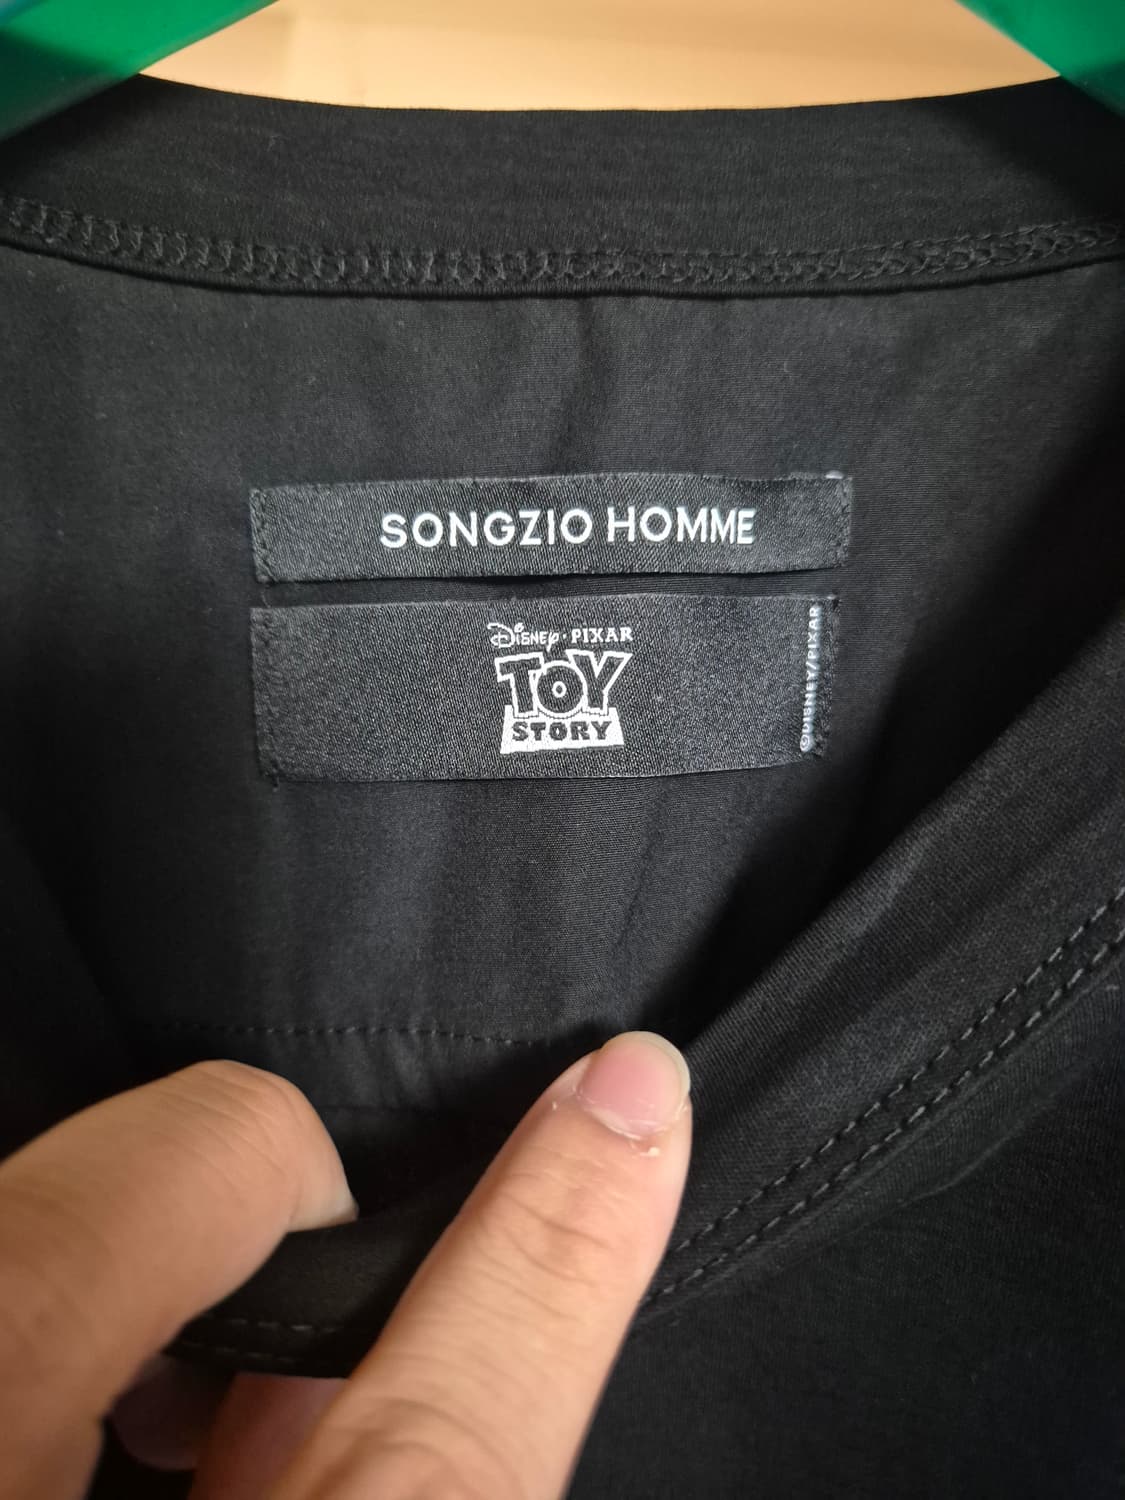 SONGZIO HOMME
Disney · PIXAR
TOY
STORY
©DISNEY/PIXAR